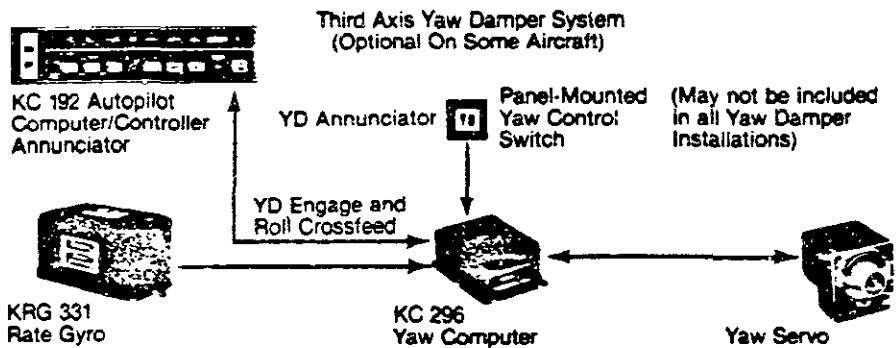 Third Axis Yaw Damper System
(Optional On Some Aircraft)
KC 192 Autopilot
Computer/Controller
Annunciator
YD Annunciator
Panel-Mounted
Yaw Control
Switch
(May not be included
in all Yaw Damper
Installations)
YD Engage and
Roll Crossfeed
KRG 331
Rate Gyro
KC 296
Yaw Computer
Yaw Servo